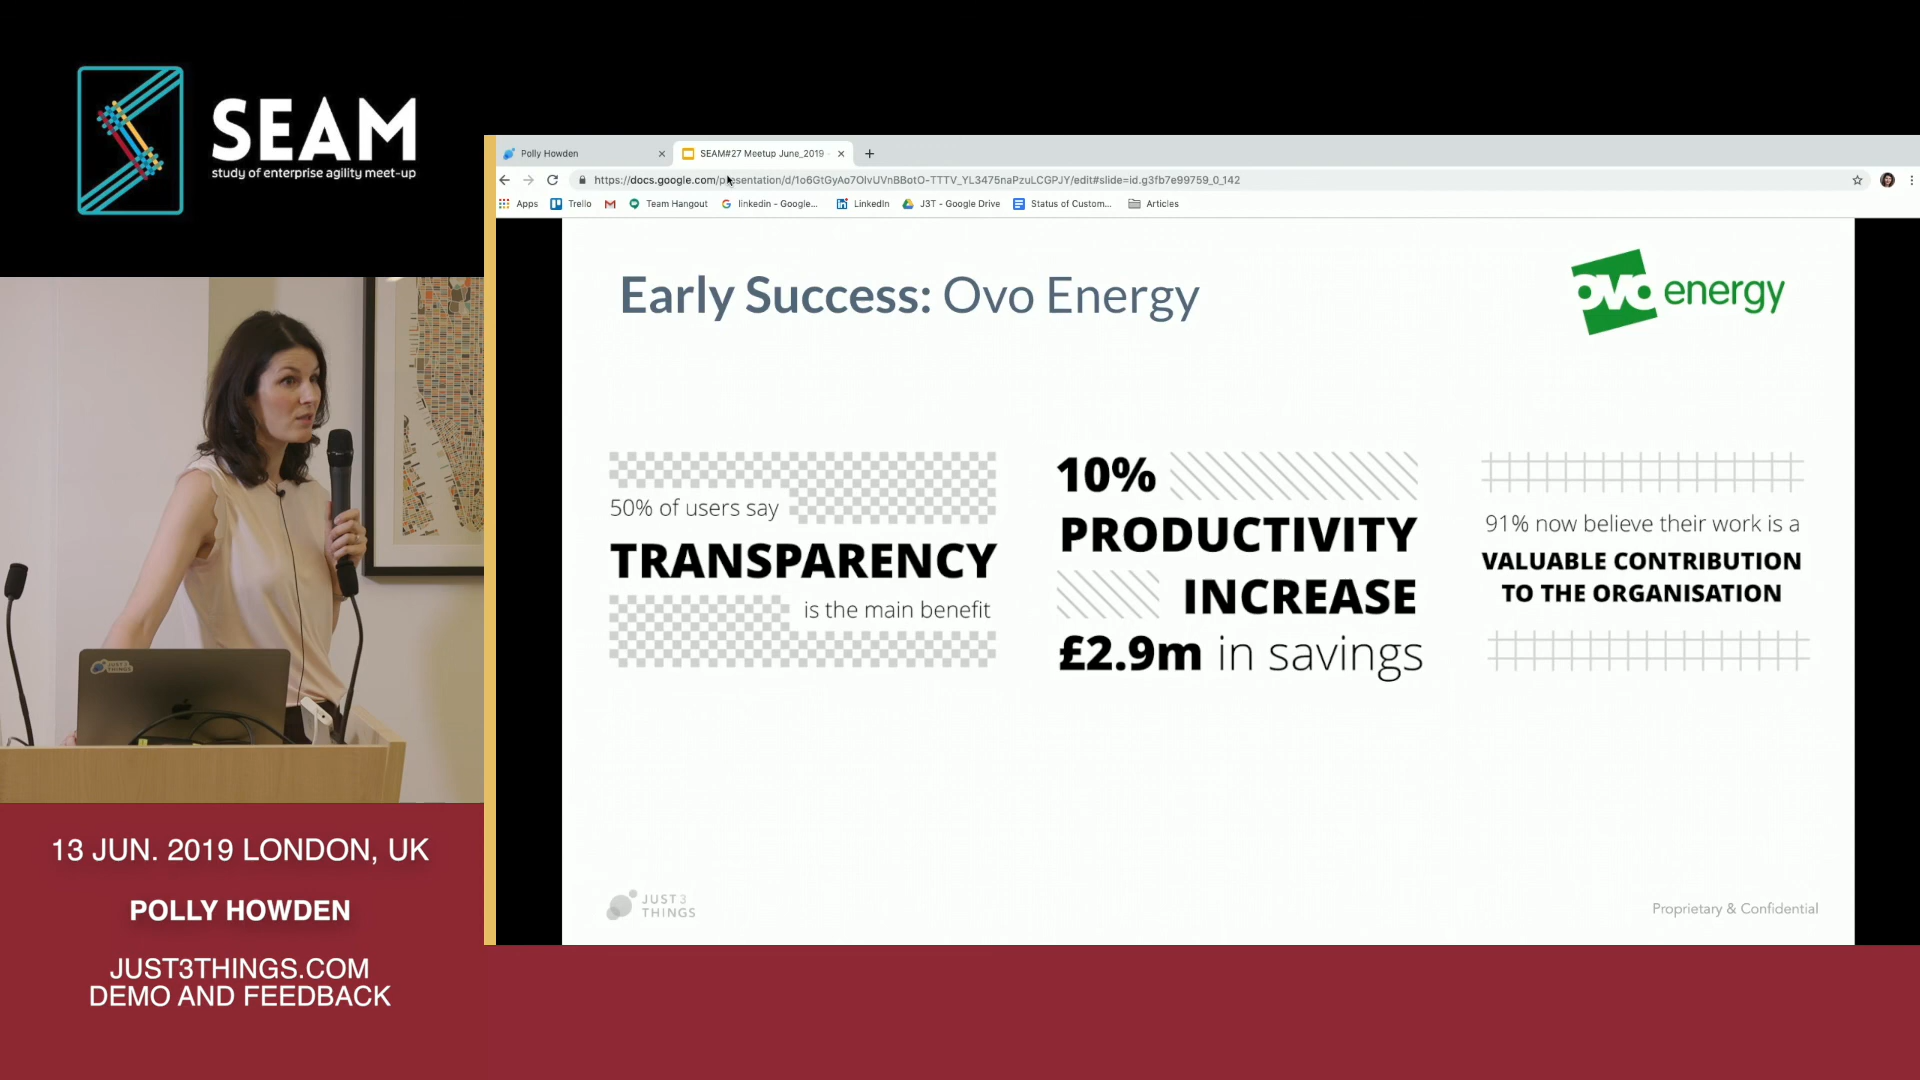 SEAM
study of enterprise agility meet-up
Polly Howden
SEAM#27 Meetup June_2019
https://docs.google.com/presentation/d/1o6GtGyAo7OlvUVnBBotO-TTTV_YL3475naPzuLCGPJY/edit#slide=id.g3fb7e99759_0_142
Apps Trello Team Hangout linkedin - Google... LinkedIn J3T - Google Drive Status of Custom... Articles
Early Success: Ovo Energy
ovo energy
50% of users say
TRANSPARENCY
is the main benefit
10%
PRODUCTIVITY
INCREASE
£2.9m in savings
91% now believe their work is a
VALUABLE CONTRIBUTION
TO THE ORGANISATION
JUST3
THINGS
JUST 3
THINGS
Proprietary & Confidential
13 JUN. 2019 LONDON, UK
POLLY HOWDEN
JUST3THINGS.COM
DEMO AND FEEDBACK